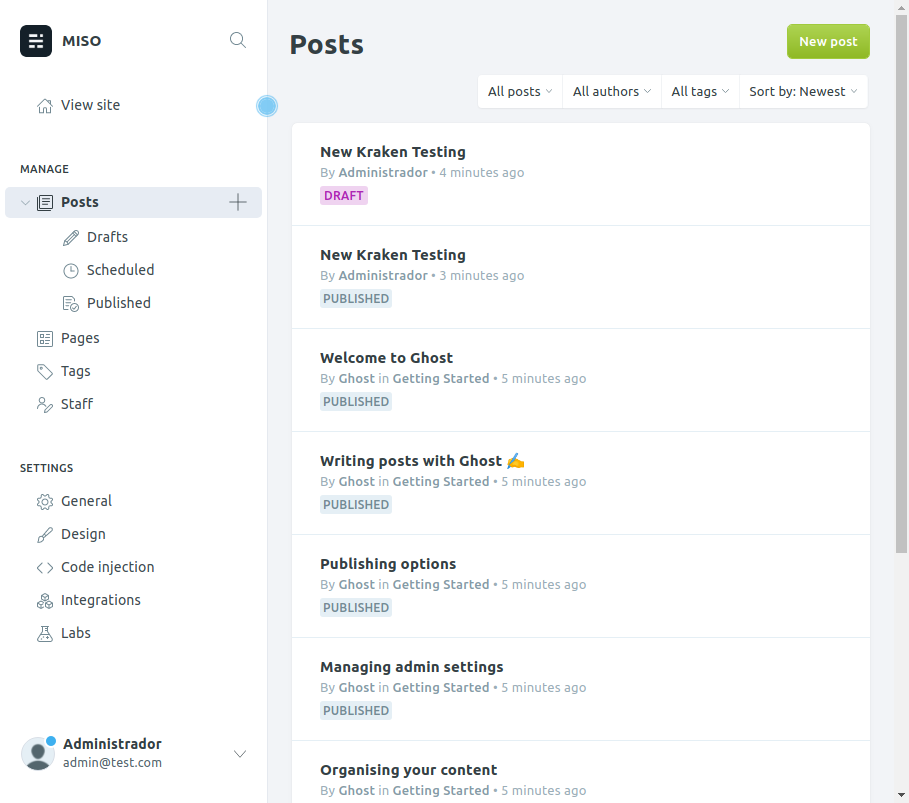 MISO
View site
MANAGE
Posts
Drafts
Scheduled
Published
Pages
Tags
Staff
SETTINGS
General
Design
Code injection
Integrations
Labs
Administrador
admin@test.com
Posts
New post
All posts
All authors
All tags
Sort by: Newest
New Kraken Testing
By Administrador • 4 minutes ago
DRAFT
New Kraken Testing
By Administrador • 3 minutes ago
PUBLISHED
Welcome to Ghost
By Ghost in Getting Started • 5 minutes ago
PUBLISHED
Writing posts with Ghost ✍️
By Ghost in Getting Started • 5 minutes ago
PUBLISHED
Publishing options
By Ghost in Getting Started • 5 minutes ago
PUBLISHED
Managing admin settings
By Ghost in Getting Started • 5 minutes ago
PUBLISHED
Organising your content
By Ghost in Getting Started • 5 minutes ago